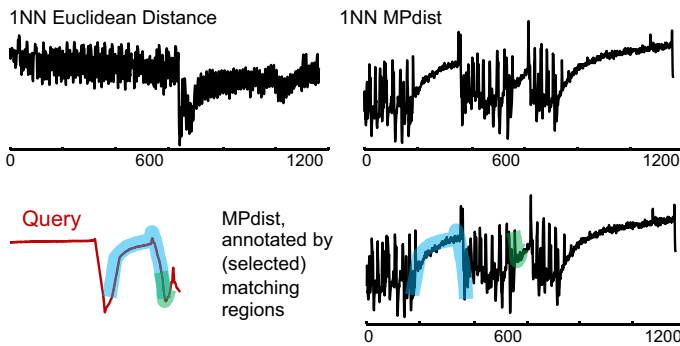 1NN Euclidean Distance
1NN MPdist
0 600 1200
0 600 1200
Query
MPdist,
annotated by
(selected)
matching
regions
0 600 1200